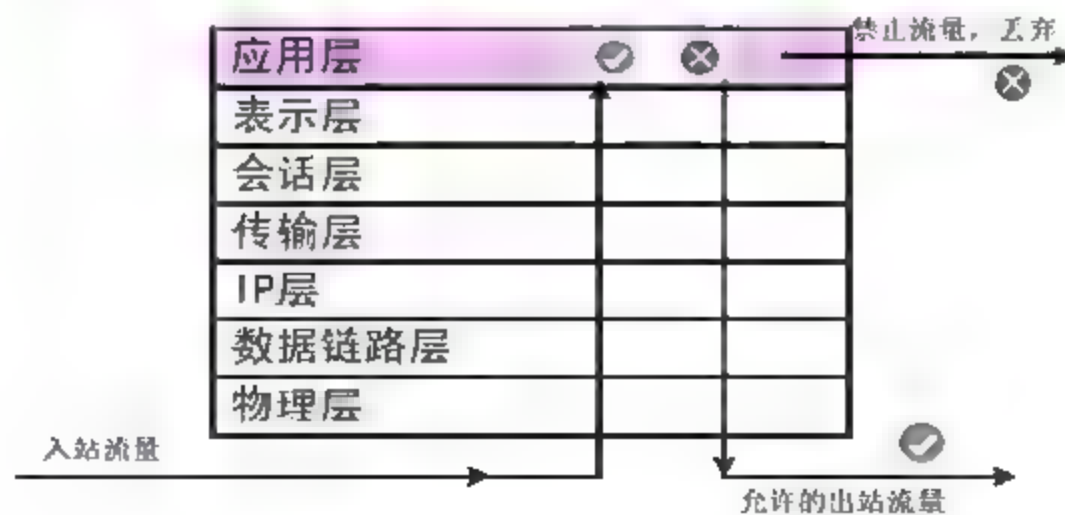 禁止流量，丢弃
应用层
表示层
会话层
传输层
IP层
数据链路层
物理层
入站流量
允许的出站流量